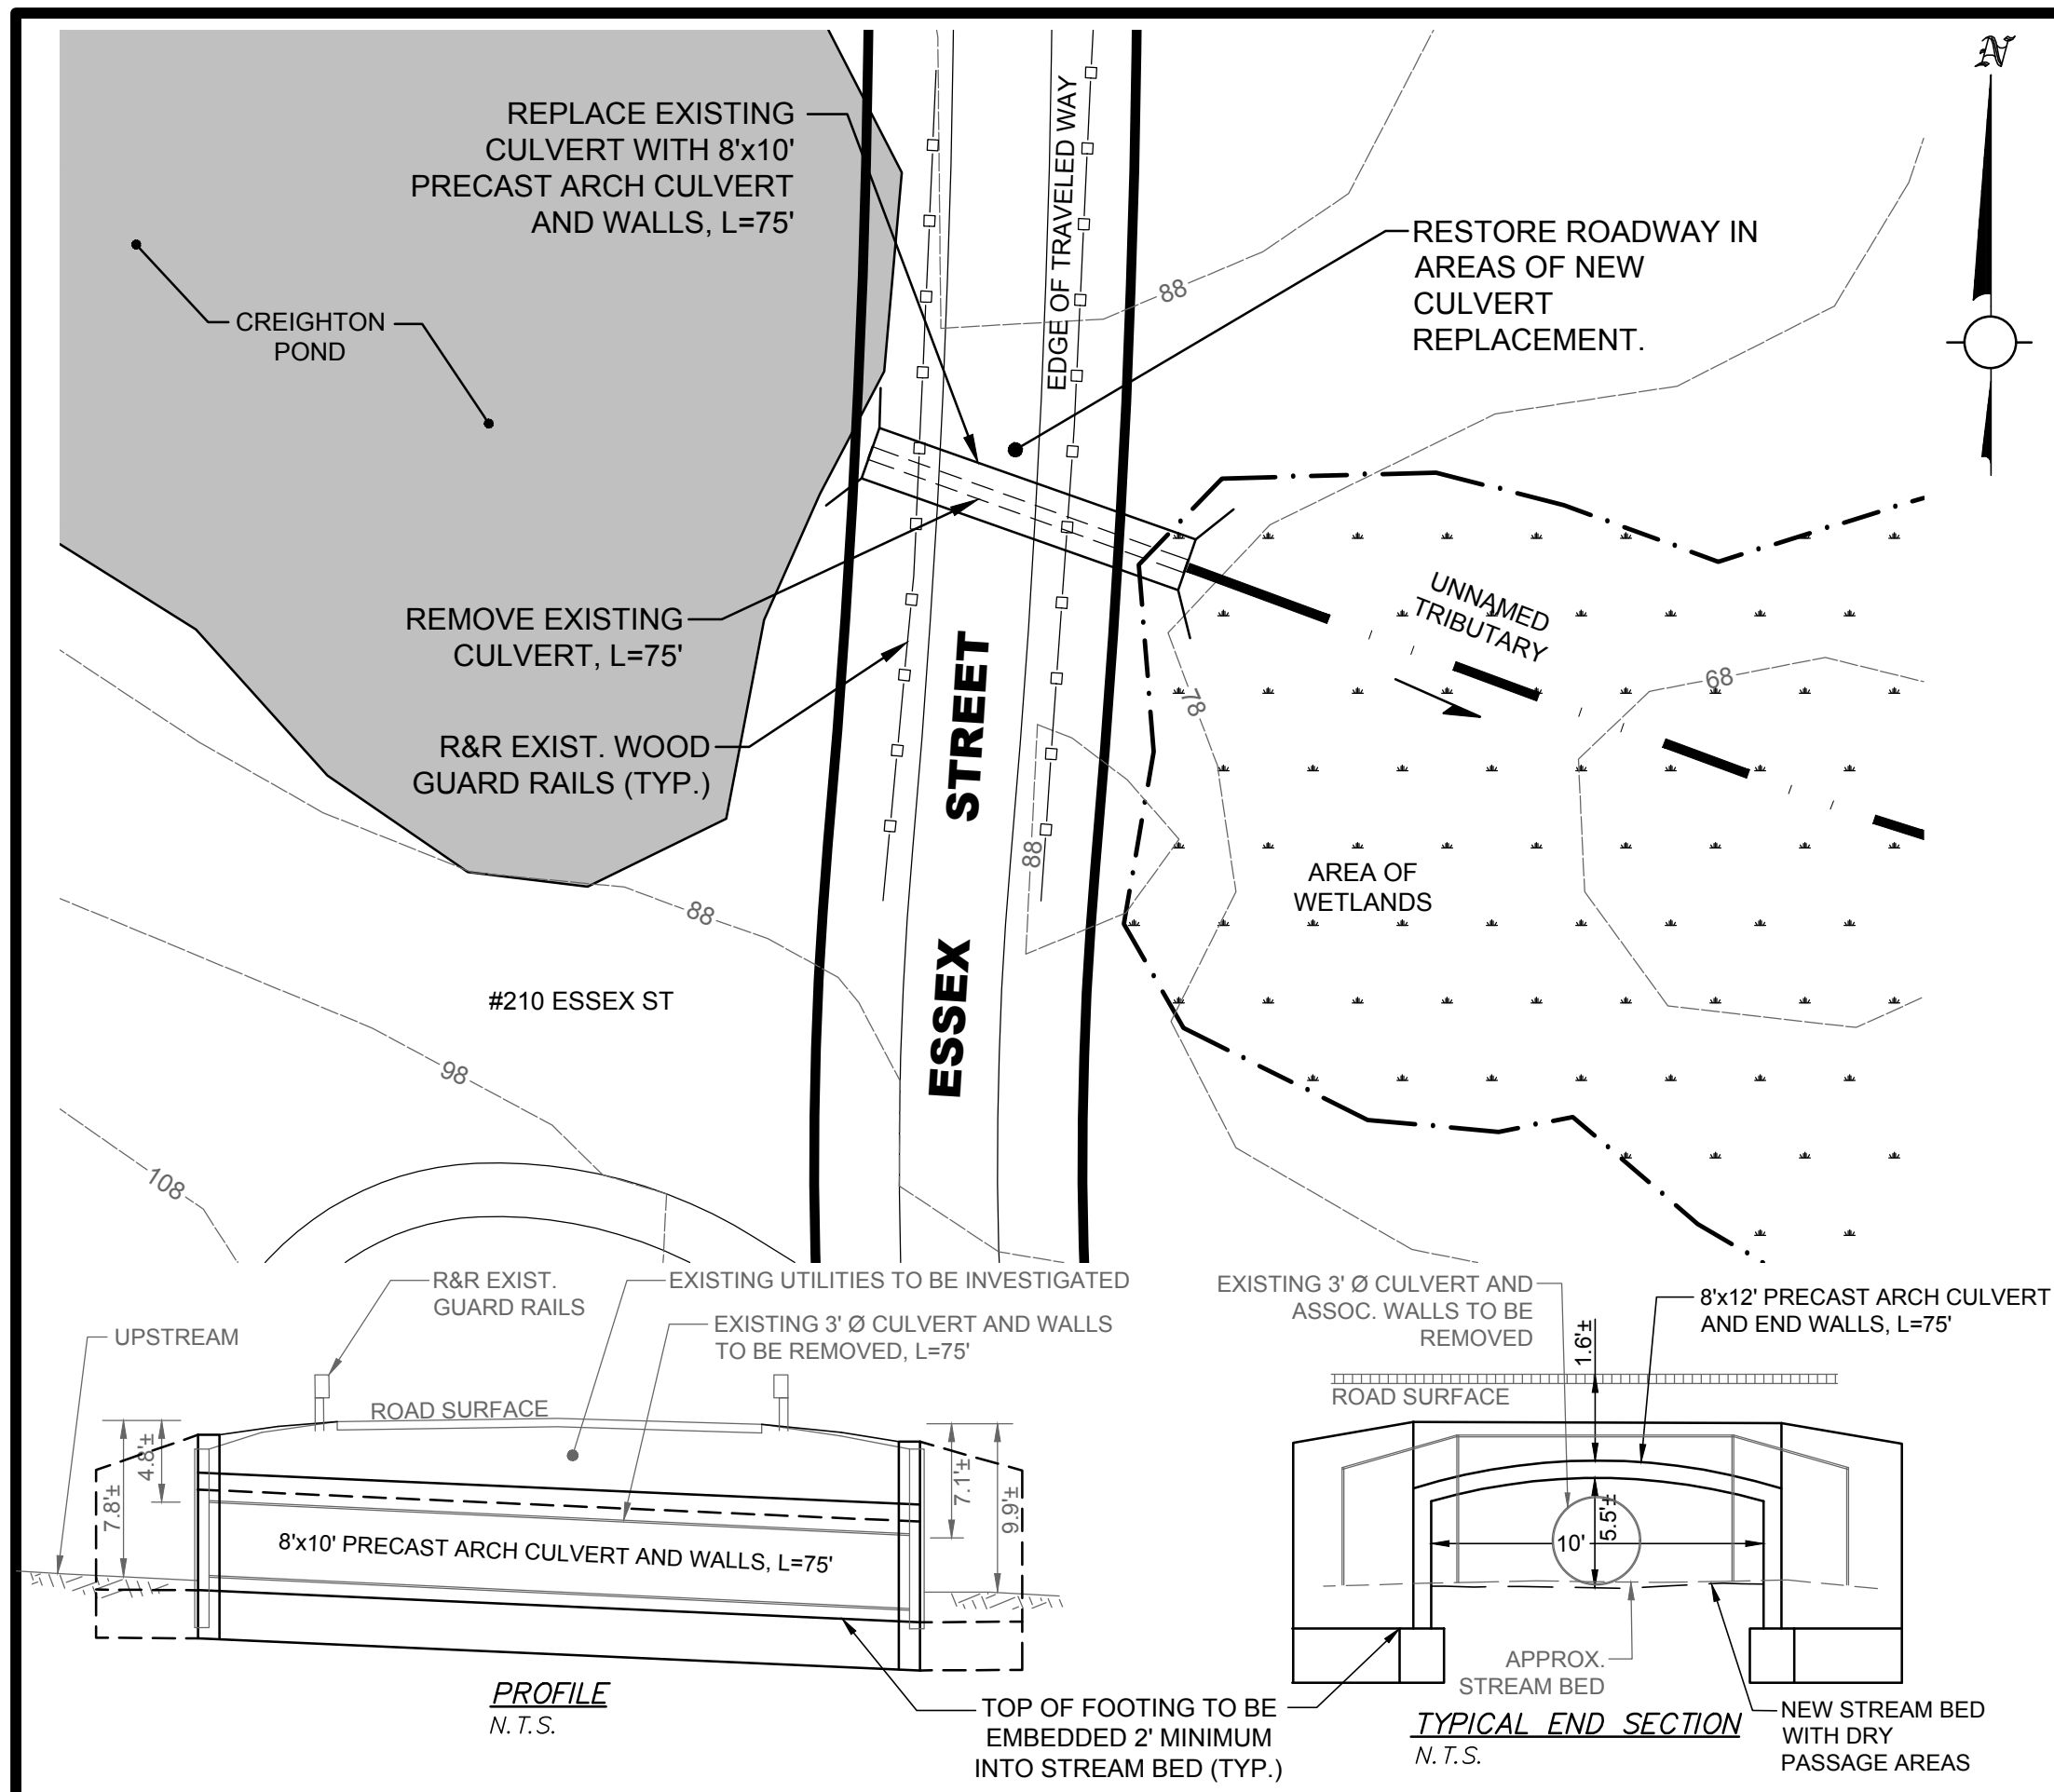 N
REPLACE EXISTING
CULVERT WITH 8'x10'
PRECAST ARCH CULVERT
AND WALLS, L=75'
EDGE OF TRAVELED WAY
RESTORE ROADWAY IN
AREAS OF NEW
CULVERT
REPLACEMENT.
88
CREIGHTON
POND
UNNAMED
TRIBUTARY
REMOVE EXISTING
CULVERT, L=75'
78
68
R&R EXIST. WOOD
GUARD RAILS (TYP.)
ESSEX STREET
88
AREA OF
WETLANDS
88
#210 ESSEX ST
98
108
R&R EXIST.
GUARD RAILS
EXISTING UTILITIES TO BE INVESTIGATED
EXISTING 3' Ø CULVERT AND WALLS
TO BE REMOVED, L=75'
UPSTREAM
ROAD SURFACE
7.8'±
4.8'±
7.1'±
9.9'±
8'x10' PRECAST ARCH CULVERT AND WALLS, L=75'
PROFILE
N.T.S.
TOP OF FOOTING TO BE
EMBEDDED 2' MINIMUM
INTO STREAM BED (TYP.)
EXISTING 3' Ø CULVERT AND
ASSOC. WALLS TO BE
REMOVED
8'x12' PRECAST ARCH CULVERT
AND END WALLS, L=75'
1.6'±
ROAD SURFACE
10'
5.5'±
APPROX.
STREAM BED
TYPICAL END SECTION
N.T.S.
NEW STREAM BED
WITH DRY
PASSAGE AREAS